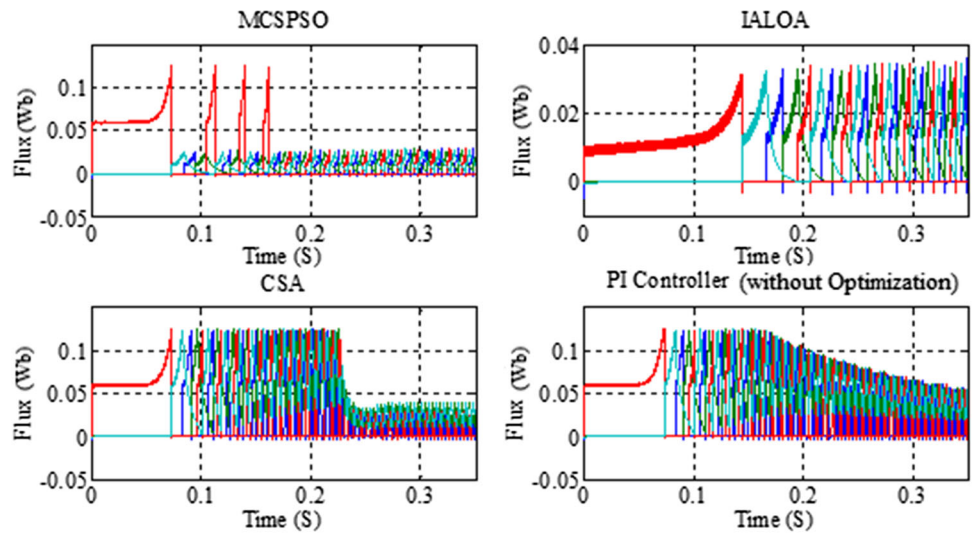 MCSPSO
Flux (Wb)
0.1
0.05
0
-0.05
0
0.1
0.2
0.3
Time (S)
IALOA
Flux (Wb)
0.04
0.02
0
0
0.1
0.2
0.3
Time (S)
CSA
Flux (Wb)
0.1
0.05
0
-0.05
0
0.1
0.2
0.3
Time (S)
PI Controller (without Optimization)
Flux (Wb)
0.1
0.05
0
-0.05
0
0.1
0.2
0.3
Time (S)